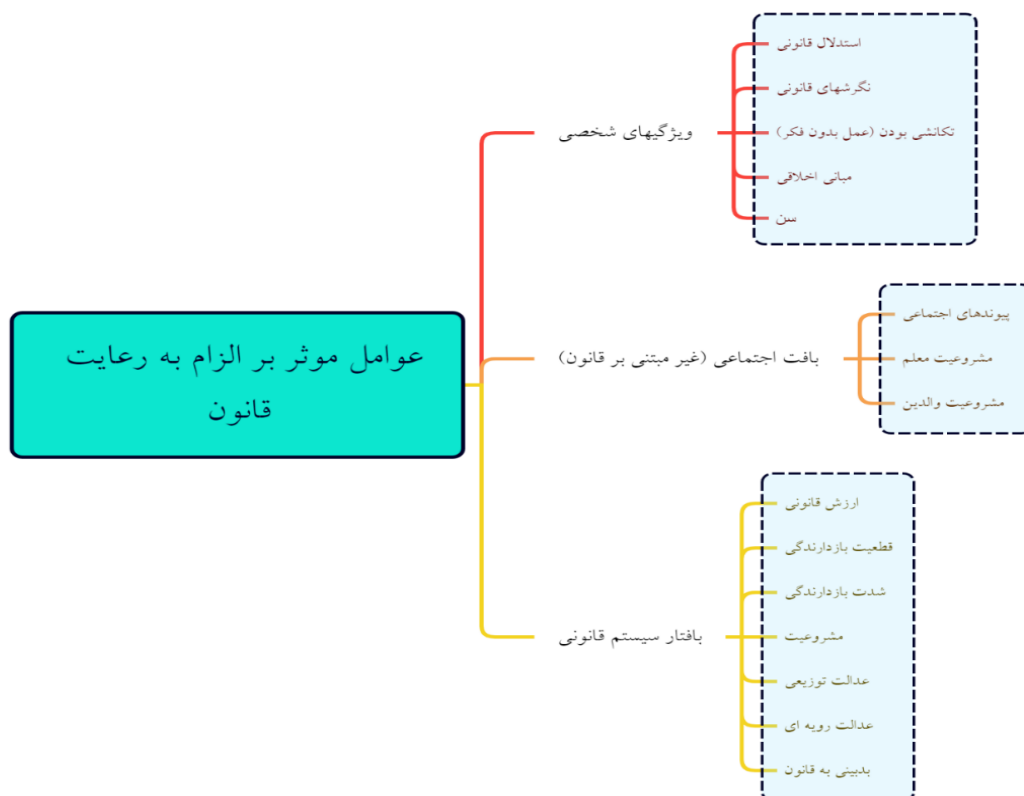 عوامل موثر بر الزام به رعایت
قانون
ویژگیهای شخصی
استدلال قانونی
نگرشهای قانونی
تکانشی بودن (عمل بدون فکر)
مبانی اخلاقی
سن
بافت اجتماعی (غیر مبتنی بر قانون)
پیوندهای اجتماعی
مشروعیت معلم
مشروعیت والدین
بافتار سیستم قانونی
ارزش قانونی
قطعیت بازدارندگی
شدت بازدارندگی
مشروعیت
عدالت توزیعی
عدالت رویه ای
بدبینی به قانون